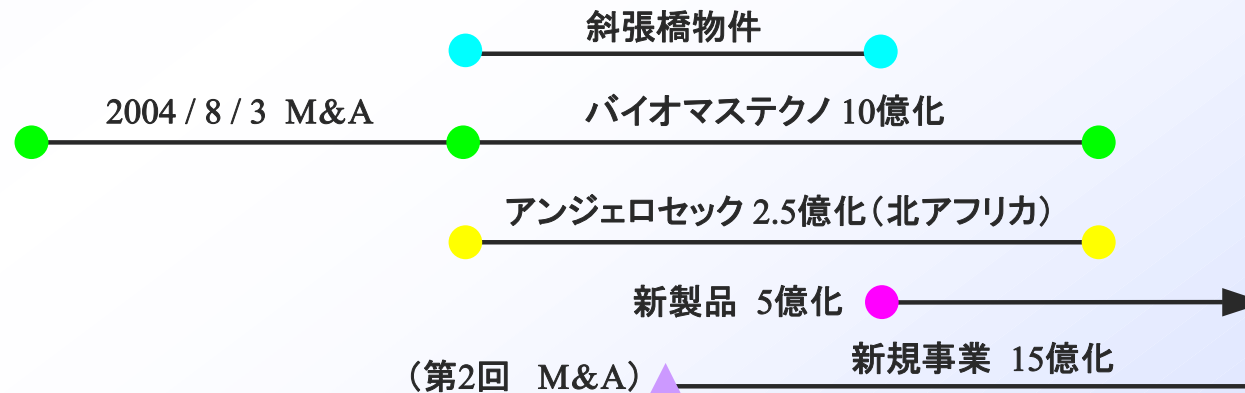 斜張橋物件
2004 / 8 / 3 M&A
バイオマステクノ 10億化
アンジェロセック 2.5億化（北アフリカ）
新製品 5億化
新規事業 15億化
（第2回 M&A）